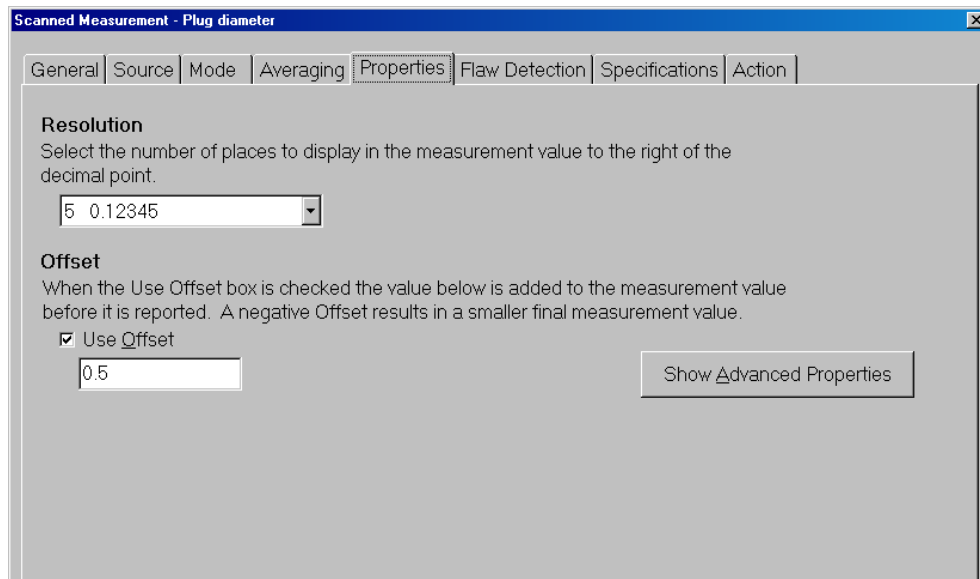 Scanned Measurement - Plug diameter
General Source Mode Averaging Properties Flaw Detection Specifications Action
Resolution
Select the number of places to display in the measurement value to the right of the
decimal point.
5 0.12345
Offset
When the Use Offset box is checked the value below is added to the measurement value
before it is reported. A negative Offset results in a smaller final measurement value.
Use Offset
0.5
Show Advanced Properties